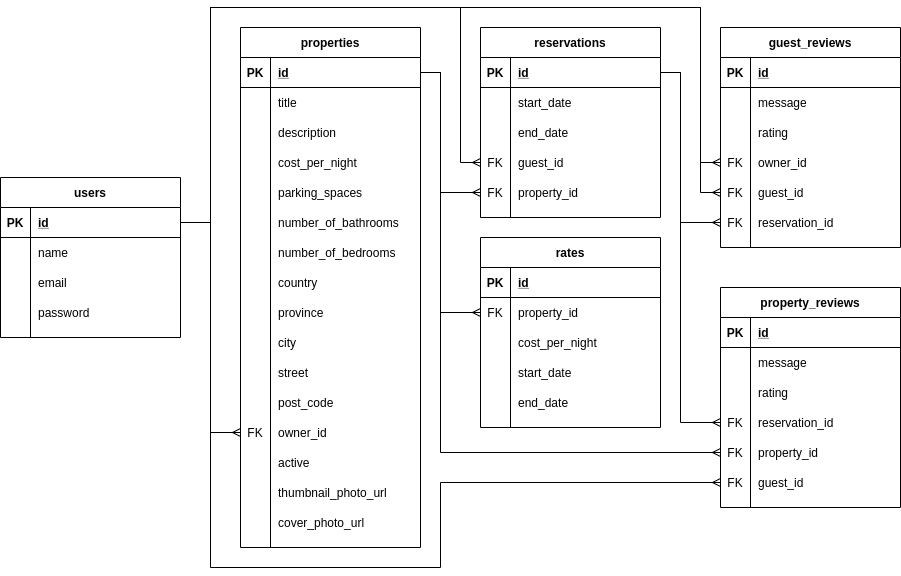 users
PK id
name
email
password
properties
PK id
title
description
cost_per_night
parking_spaces
number_of_bathrooms
number_of_bedrooms
country
province
city
street
post_code
FK owner_id
active
thumbnail_photo_url
cover_photo_url
reservations
PK id
start_date
end_date
FK guest_id
FK property_id
rates
PK id
FK property_id
cost_per_night
start_date
end_date
guest_reviews
PK id
message
rating
FK owner_id
FK guest_id
FK reservation_id
property_reviews
PK id
message
rating
FK reservation_id
FK property_id
FK guest_id